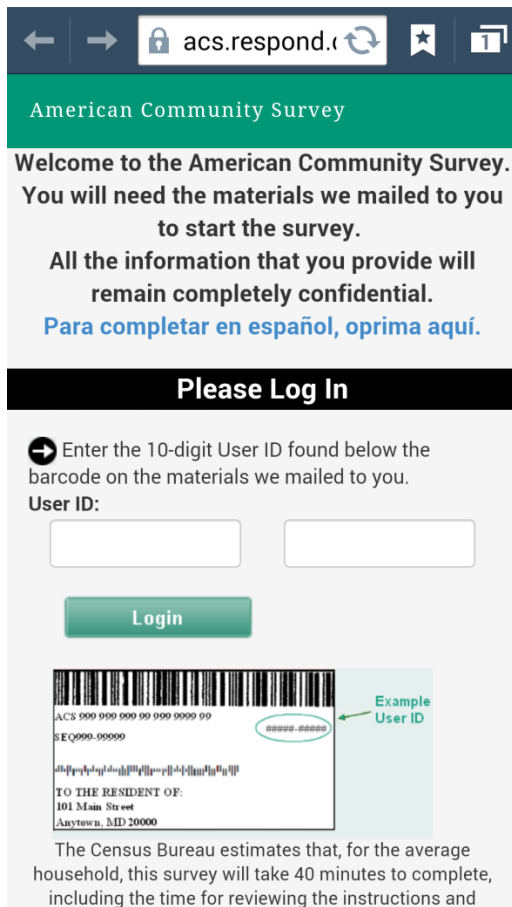 acs.respond.
1
American Community Survey
Welcome to the American Community Survey.
You will need the materials we mailed to you
to start the survey.
All the information that you provide will
remain completely confidential.
Para completar en español, oprima aquí.
Please Log In
Enter the 10-digit User ID found below the
barcode on the materials we mailed to you.
User ID:
Login
ACS 999 999 999 99 999 9999 99
SEQ999-99999
#####-#####
Example
User ID
TO THE RESIDENT OF:
101 Main Street
Anytown, MD 20000
The Census Bureau estimates that, for the average
household, this survey will take 40 minutes to complete,
including the time for reviewing the instructions and